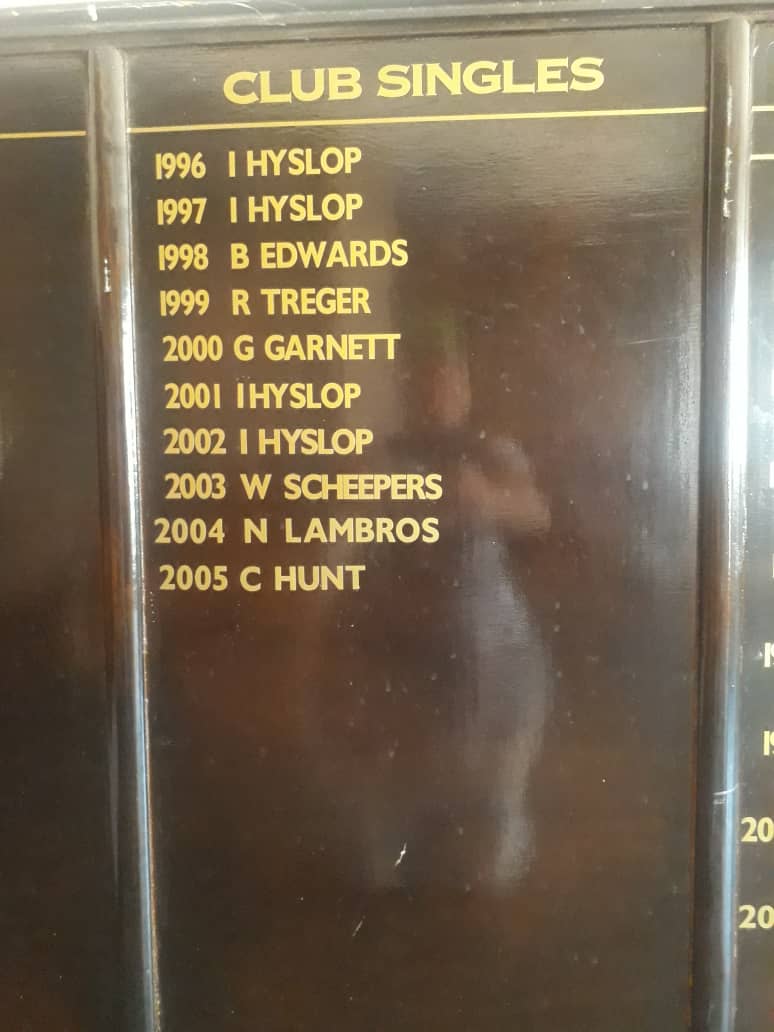 CLUB SINGLES
1996 I HYSLOP
1997 I HYSLOP
1998 B EDWARDS
1999 R TREGER
2000 G GARNETT
2001 I HYSLOP
2002 I HYSLOP
2003 W SCHEEPERS
2004 N LAMBROS
2005 C HUNT